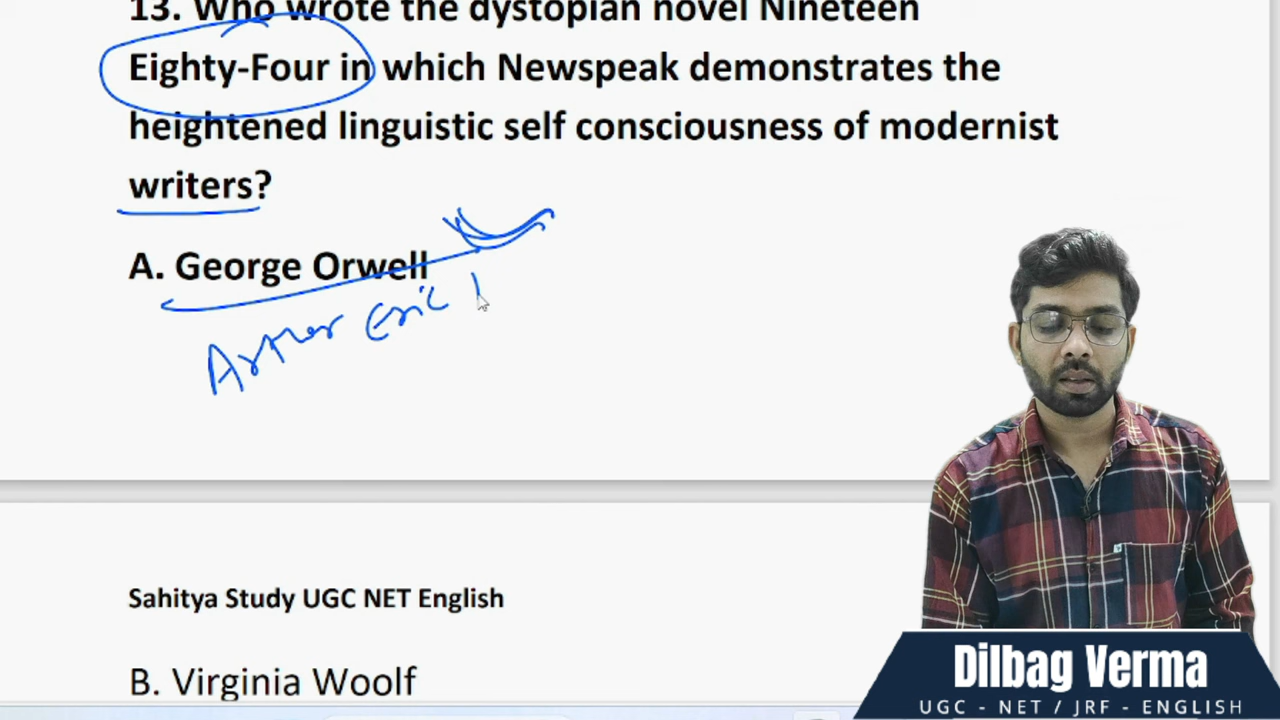 13. Who wrote the dystopian novel Nineteen
Eighty-Four in which Newspeak demonstrates the
heightened linguistic self consciousness of modernist
writers?
A. George Orwell
Arther Eric
Sahitya Study UGC NET English
B. Virginia Woolf
Dilbag Verma
UGC - NET / JRF - ENGLISH